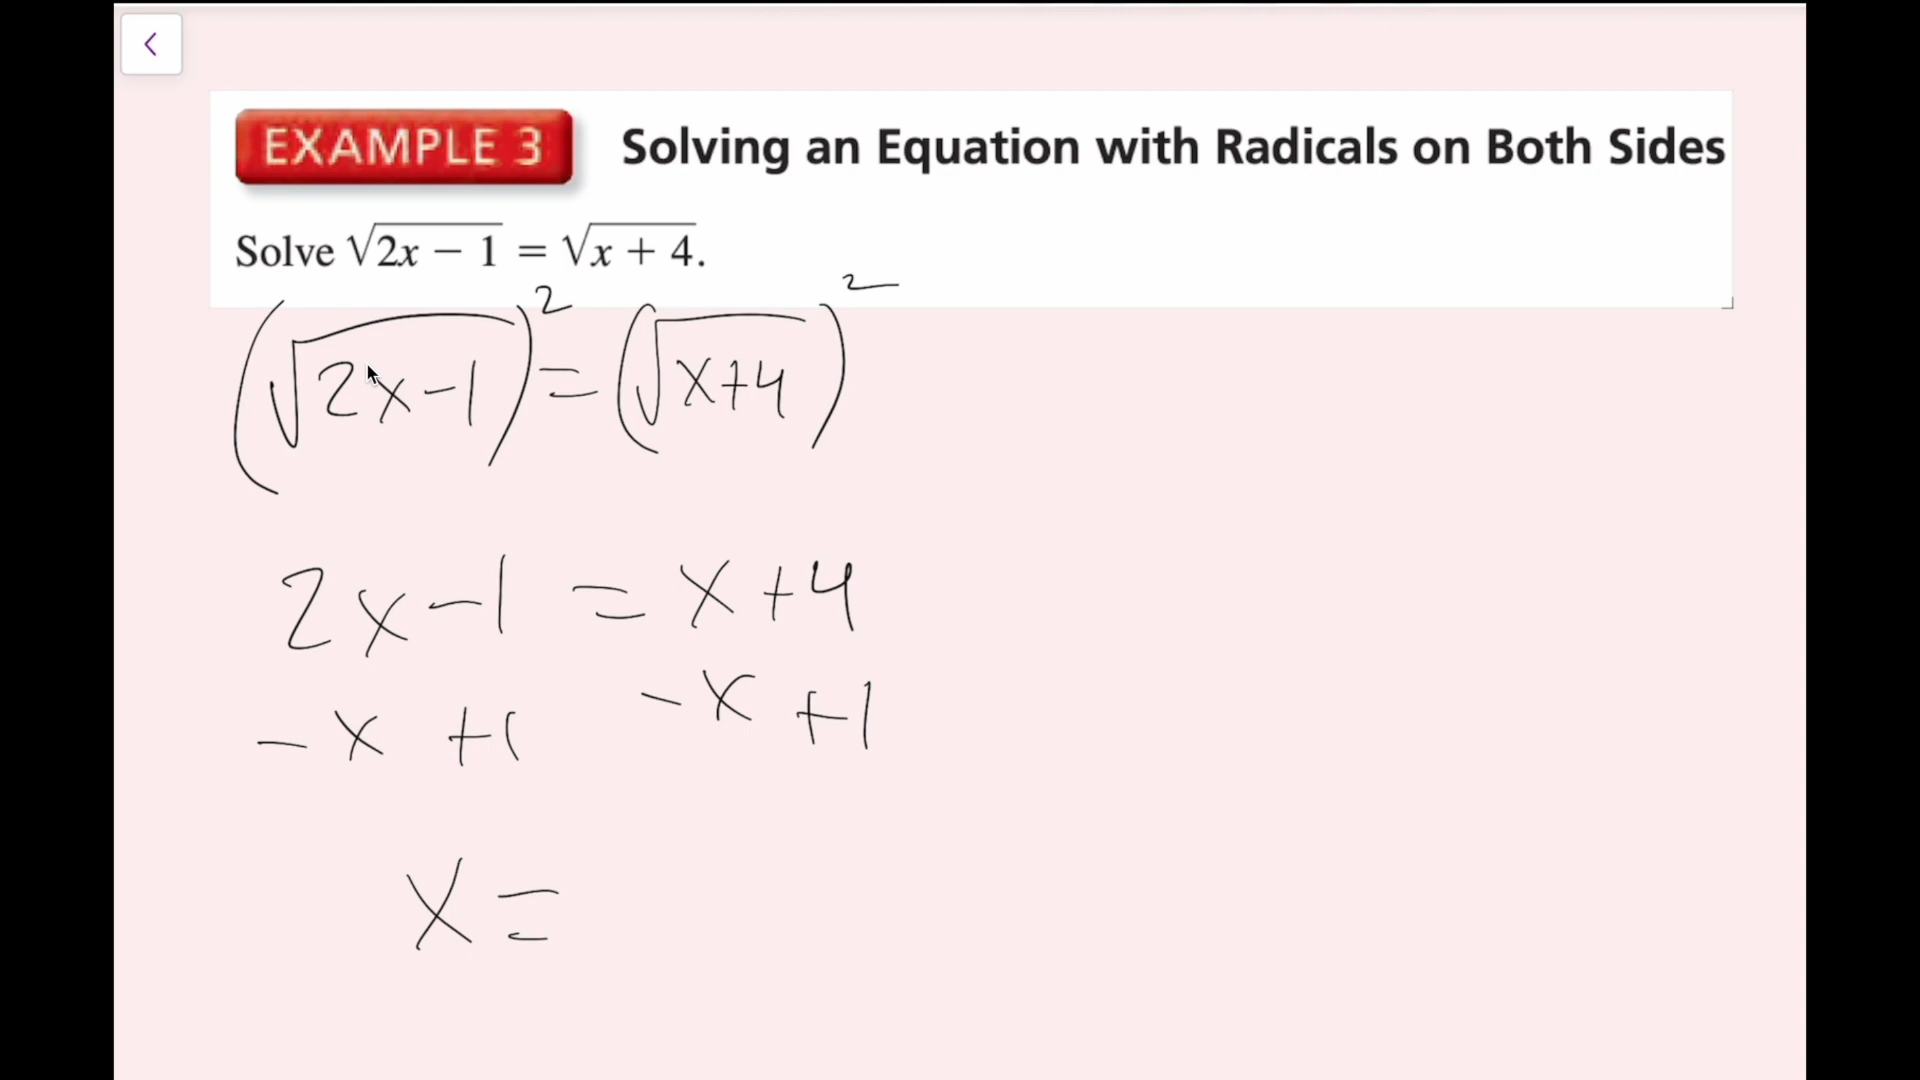 EXAMPLE 3 Solving an Equation with Radicals on Both Sides
Solve √2x − 1 = √x + 4.
(√2x-1)² = (√x+4)²
2x-1 = x+4
-x +1 -x +1
x=